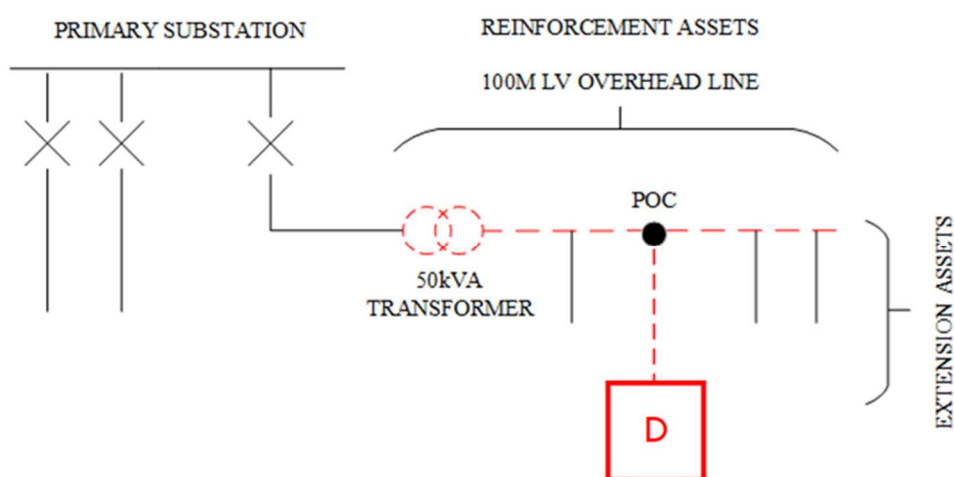 PRIMARY SUBSTATION
REINFORCEMENT ASSETS
100M LV OVERHEAD LINE
POC
50kVA
TRANSFORMER
EXTENSION ASSETS
D